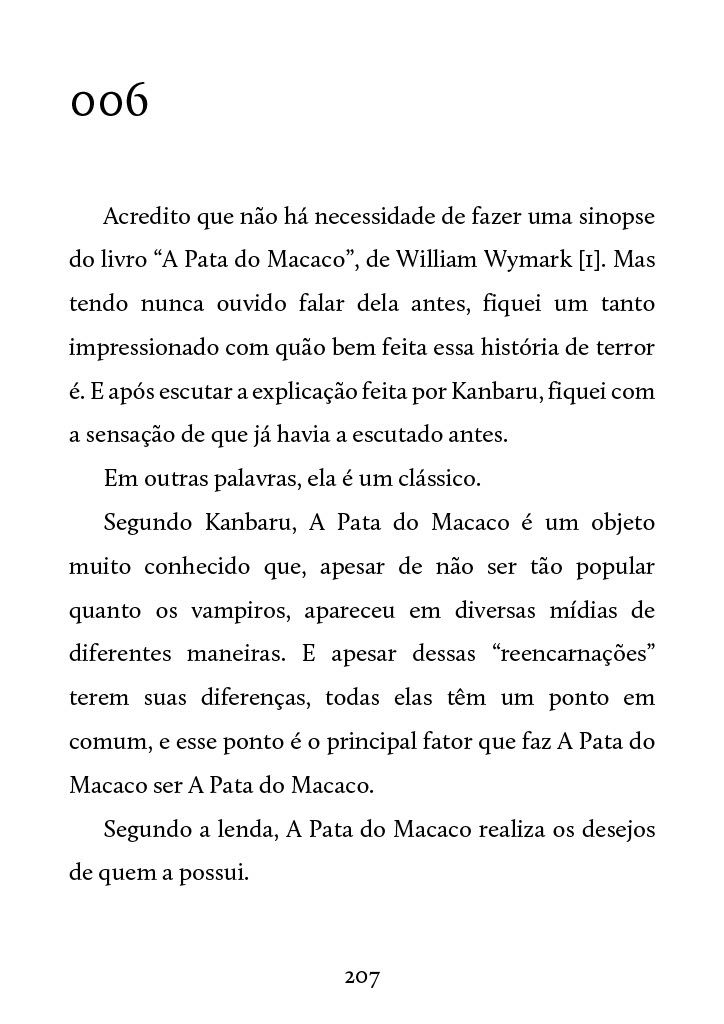 006
Acredito que não há necessidade de fazer uma sinopse
do livro “A Pata do Macaco”, de William Wymark [1]. Mas
tendo nunca ouvido falar dela antes, fiquei um tanto
impressionado com quão bem feita essa história de terror
é. E após escutar a explicação feita por Kanbaru, fiquei com
a sensação de que já havia a escutado antes.
Em outras palavras, ela é um clássico.
Segundo Kanbaru, A Pata do Macaco é um objeto
muito conhecido que, apesar de não ser tão popular
quanto os vampiros, apareceu em diversas mídias de
diferentes maneiras. E apesar dessas “reencarnações”
terem suas diferenças, todas elas têm um ponto em
comum, e esse ponto é o principal fator que faz A Pata do
Macaco ser A Pata do Macaco.
Segundo a lenda, A Pata do Macaco realiza os desejos
de quem a possui.
207